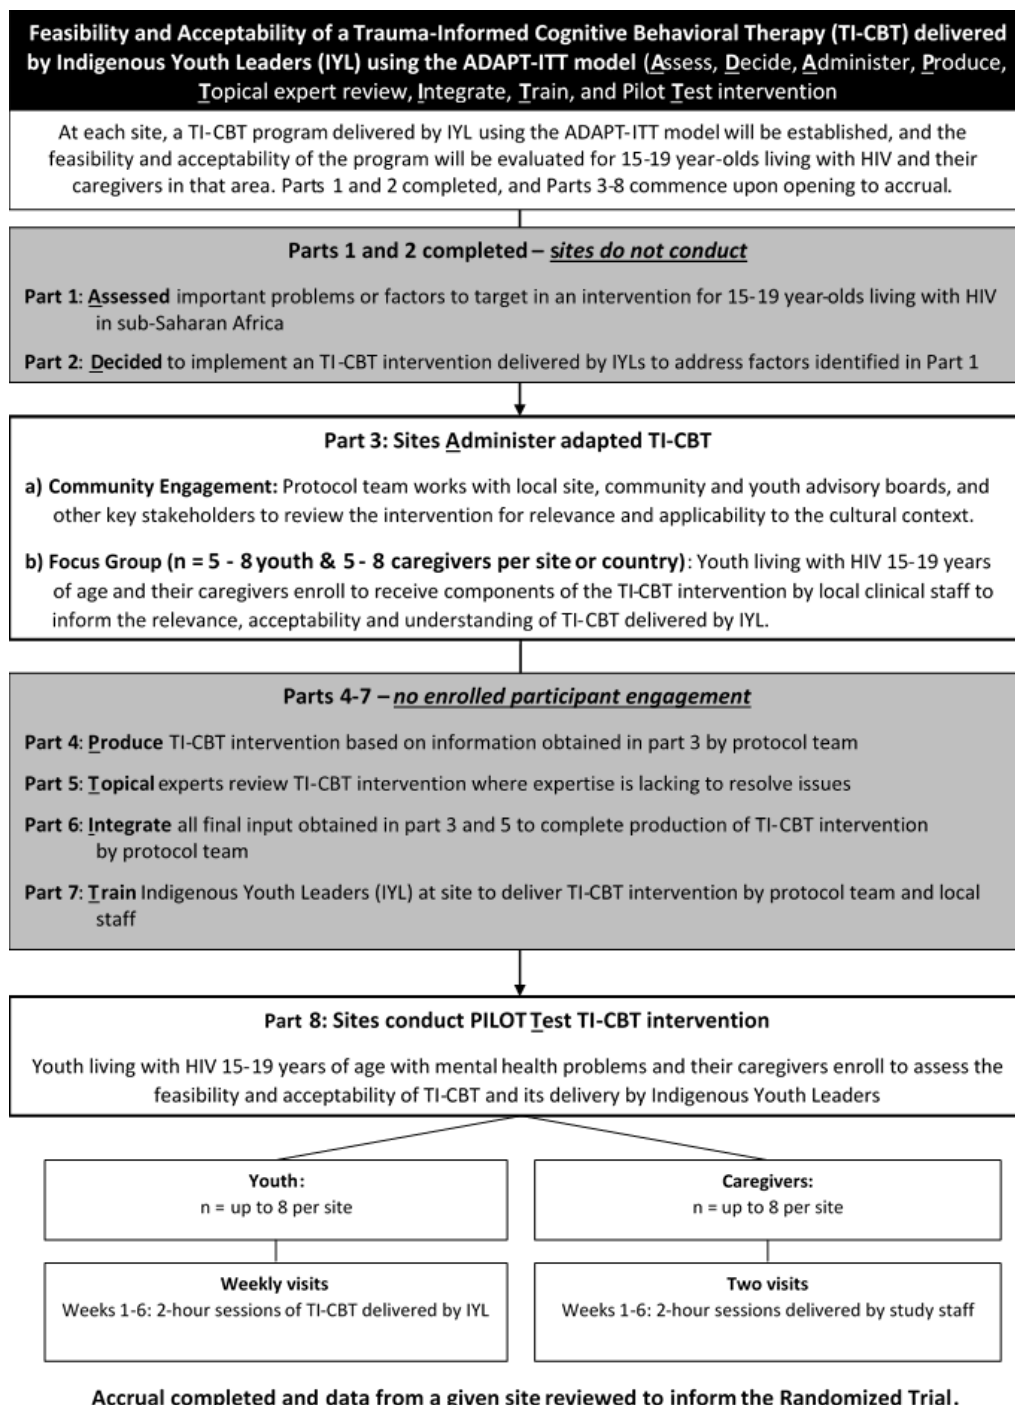 Feasibility and Acceptability of a Trauma-Informed Cognitive Behavioral Therapy (TI-CBT) delivered
by Indigenous Youth Leaders (IYL) using the ADAPT-ITT model (Assess, Decide, Administer, Produce,
Topical expert review, Integrate, Train, and Pilot Test intervention
At each site, a TI-CBT program delivered by IYL using the ADAPT-ITT model will be established, and the
feasibility and acceptability of the program will be evaluated for 15-19 year-olds living with HIV and their
caregivers in that area. Parts 1 and 2 completed, and Parts 3-8 commence upon opening to accrual.
Parts 1 and 2 completed – sites do not conduct
Part 1: Assessed important problems or factors to target in an intervention for 15-19 year-olds living with HIV
in sub-Saharan Africa
Part 2: Decided to implement an TI-CBT intervention delivered by IYLs to address factors identified in Part 1
Part 3: Sites Administer adapted TI-CBT
a) Community Engagement: Protocol team works with local site, community and youth advisory boards, and
other key stakeholders to review the intervention for relevance and applicability to the cultural context.
b) Focus Group (n = 5 - 8 youth & 5 - 8 caregivers per site or country): Youth living with HIV 15-19 years
of age and their caregivers enroll to receive components of the TI-CBT intervention by local clinical staff to
inform the relevance, acceptability and understanding of TI-CBT delivered by IYL.
Parts 4-7 – no enrolled participant engagement
Part 4: Produce TI-CBT intervention based on information obtained in part 3 by protocol team
Part 5: Topical experts review TI-CBT intervention where expertise is lacking to resolve issues
Part 6: Integrate all final input obtained in part 3 and 5 to complete production of TI-CBT intervention
by protocol team
Part 7: Train Indigenous Youth Leaders (IYL) at site to deliver TI-CBT intervention by protocol team and local
staff
Part 8: Sites conduct PILOT Test TI-CBT intervention
Youth living with HIV 15-19 years of age with mental health problems and their caregivers enroll to assess the
feasibility and acceptability of TI-CBT and its delivery by Indigenous Youth Leaders
Youth:
n = up to 8 per site
Caregivers:
n = up to 8 per site
Weekly visits
Weeks 1-6: 2-hour sessions of TI-CBT delivered by IYL
Two visits
Weeks 1-6: 2-hour sessions delivered by study staff
Accrual completed and data from a given site reviewed to inform the Randomized Trial.